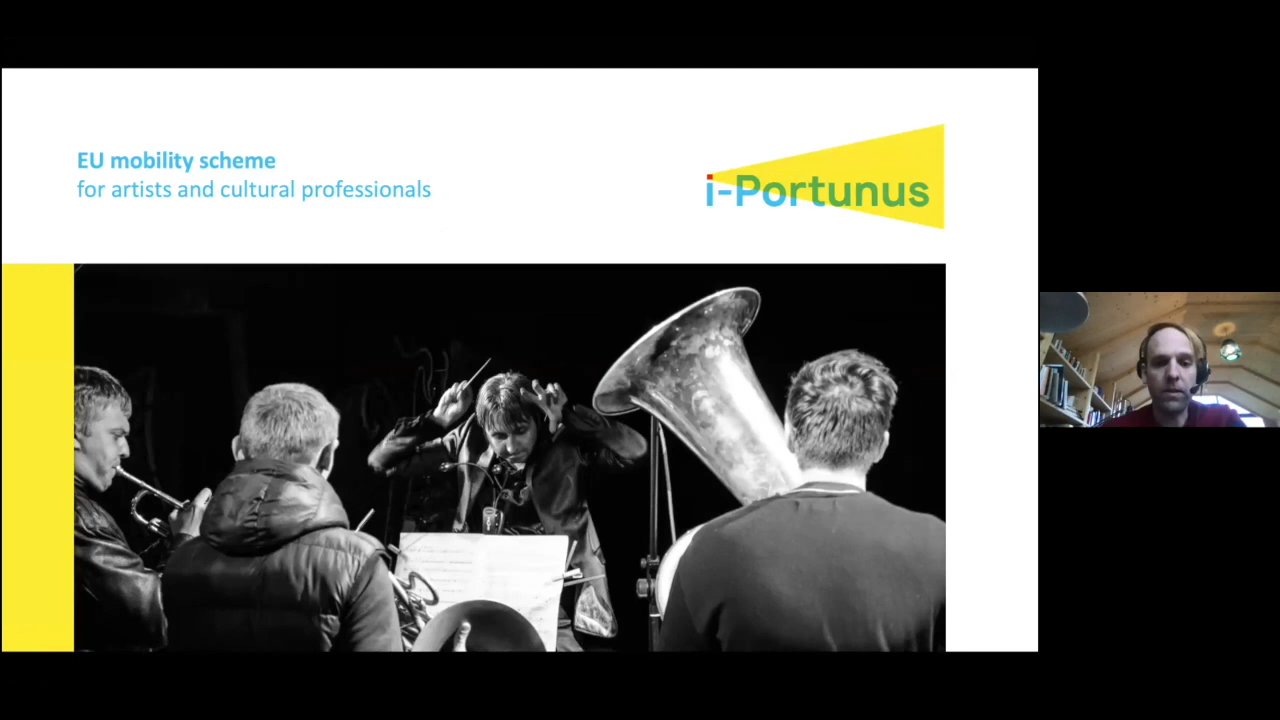 EU mobility scheme
for artists and cultural professionals
i-Portunus